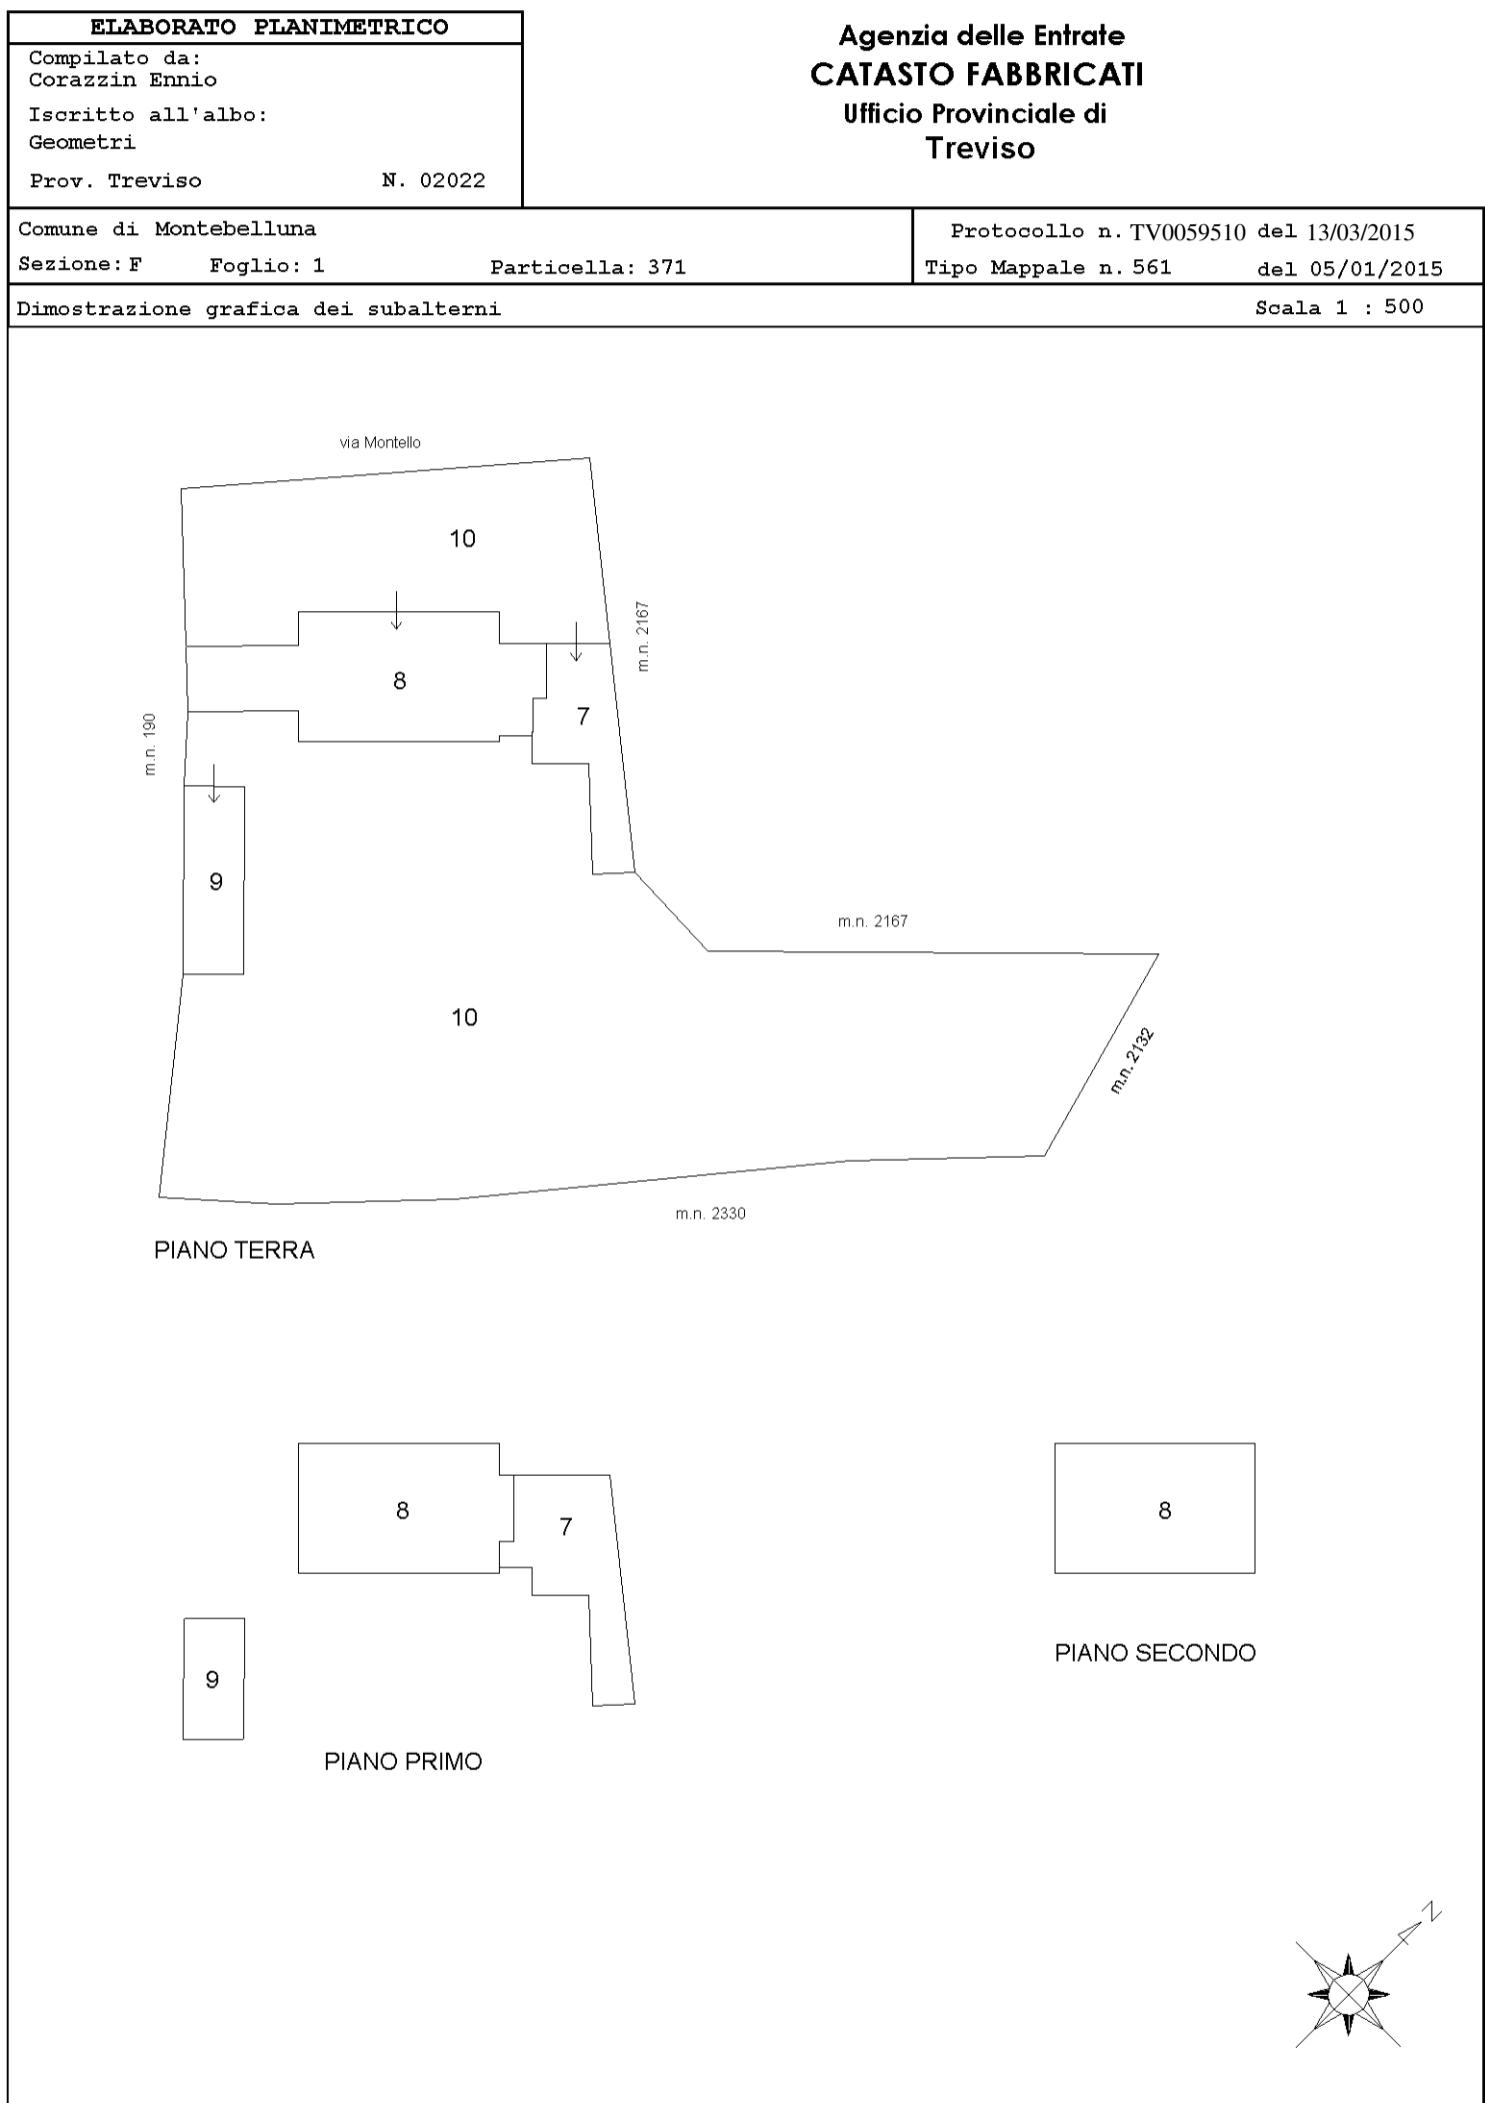 ELABORATO PLANIMETRICO
Compilato da:
Corazzin Ennio
Iscritto all'albo:
Geometri
Prov. Treviso N. 02022
Agenzia delle Entrate
CATASTO FABBRICATI
Ufficio Provinciale di
Treviso
Comune di Montebelluna
Sezione: F Foglio: 1 Particella: 371
Protocollo n. TV0059510 del 13/03/2015
Tipo Mappale n. 561 del 05/01/2015
Dimostrazione grafica dei subalterni Scala 1 : 500
via Montello
10
m.n. 2167
8
7
m.n. 190
9
m.n. 2167
10
m.n. 2132
m.n. 2330
PIANO TERRA
8
7
9
PIANO PRIMO
8
PIANO SECONDO
N